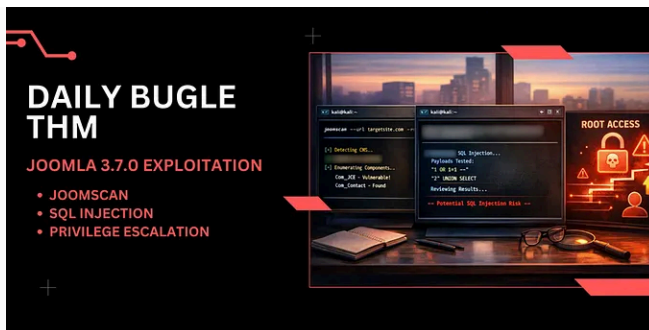 DAILY BUGLE
THM
JOOMLA 3.7.0 EXPLOITATION
JOOMSCAN
SQL INJECTION
PRIVILEGE ESCALATION
kali@kali:~
joomscan --url targetsite.com
[+] Detecting CMS..
[+] Enumerating Components..
Com_JCE - Vulnerable!
Com_Contact - Found
kali@kali:~
SQL Injection...
Payloads Tested:
"1 OR 1=1 --"
"2" UNION SELECT
Reviewing Results...
Potential SQL Injection Risk
ROOT ACCESS